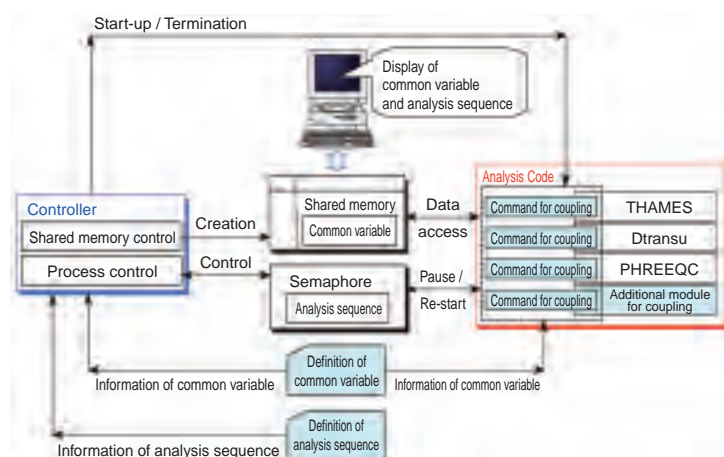 Start-up / Termination
Display of
common variable
and analysis sequence
Analysis Code
Controller
Shared memory control
Process control
Creation
Control
Shared memory
Common variable
Semaphore
Analysis sequence
Data
access
Pause /
Re-start
Command for coupling
THAMES
Command for coupling
Dtransu
Command for coupling
PHREEQC
Command for coupling
Additional module
for coupling
Information of common variable
Definition of
common variable
Information of common variable
Information of analysis sequence
Definition of
analysis sequence